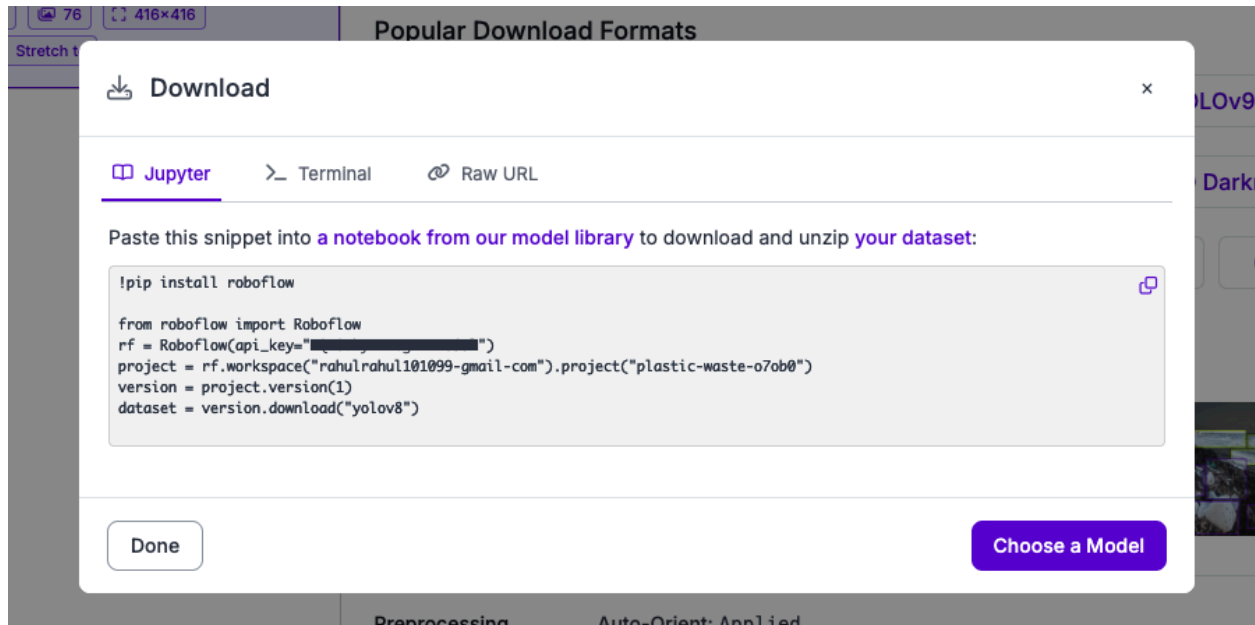 76 416×416
Stretch t
Popular Download Formats
Download ×
Jupyter Terminal Raw URL
Paste this snippet into a notebook from our model library to download and unzip your dataset:
!pip install roboflow
from roboflow import Roboflow
rf = Roboflow(api_key="")
project = rf.workspace("rahulrahul101099-gmail-com").project("plastic-waste-o7ob0")
version = project.version(1)
dataset = version.download("yolov8")
Done Choose a Model
LOv9
Dark
Preprocessing Auto-Orient: Applied